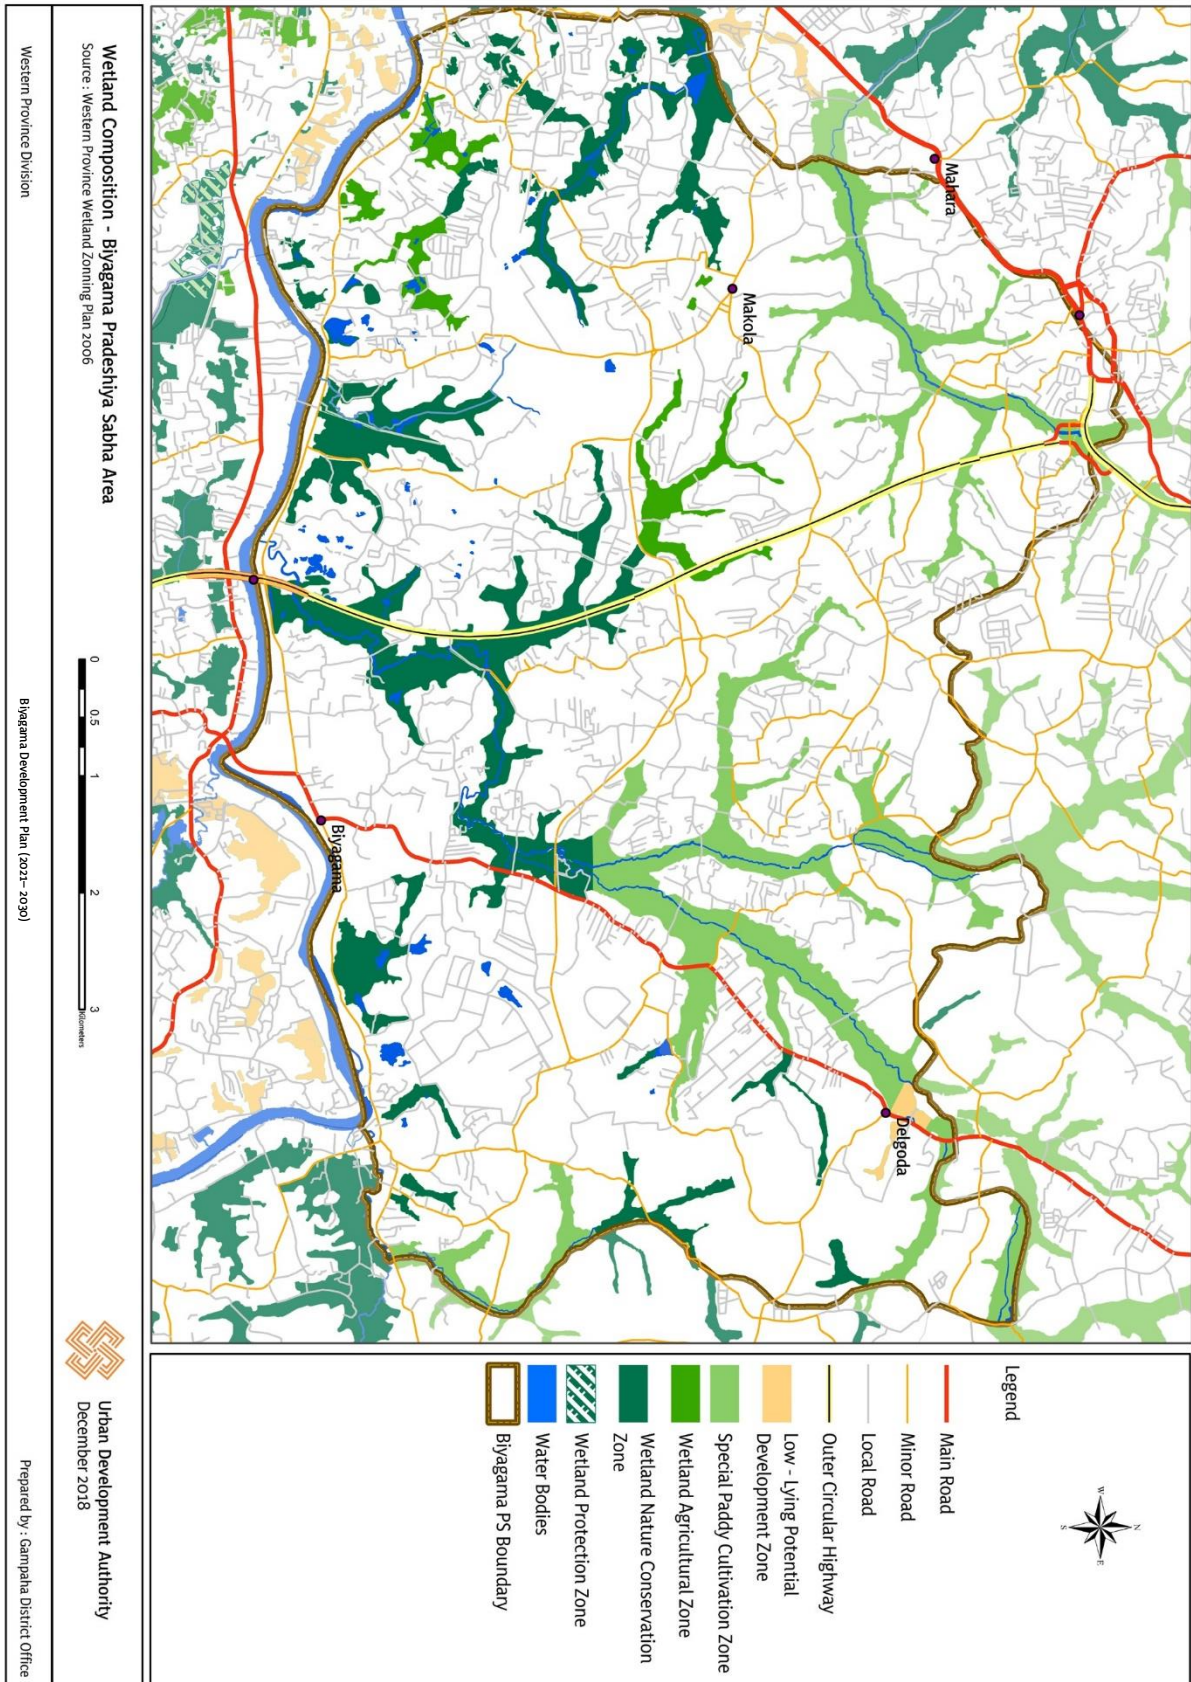 Mahara
Makola
Biyagama
Delgoda
Legend
Main Road
Minor Road
Local Road
Outer Circular Highway
Low - Lying Potential
Development Zone
Special Paddy Cultivation Zone
Wetland Agricultural Zone
Wetland Nature Conservation
Zone
Wetland Protection Zone
Water Bodies
Biyagama PS Boundary
N
W
E
S
Wetland Composition - Biyagama Pradeshiya Sabha Area
Source : Western Province Wetland Zonning Plan 2006
0 0.5 1 2 3
Kilometers
Urban Development Authority
December 2018
Western Province Division
Biyagama Development Plan (2021– 2030)
Prepared by : Gampaha District Office